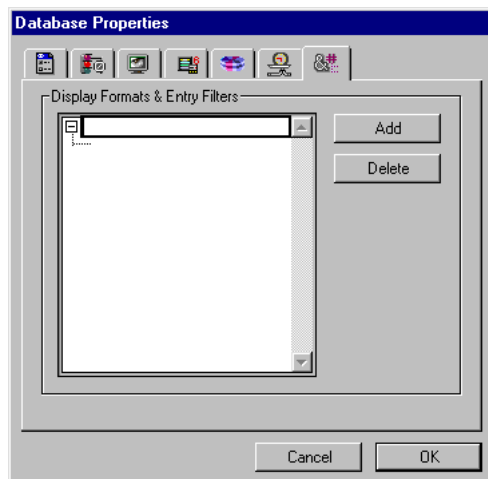 Database Properties
&#
Display Formats & Entry Filters
Add
Delete
Cancel
OK